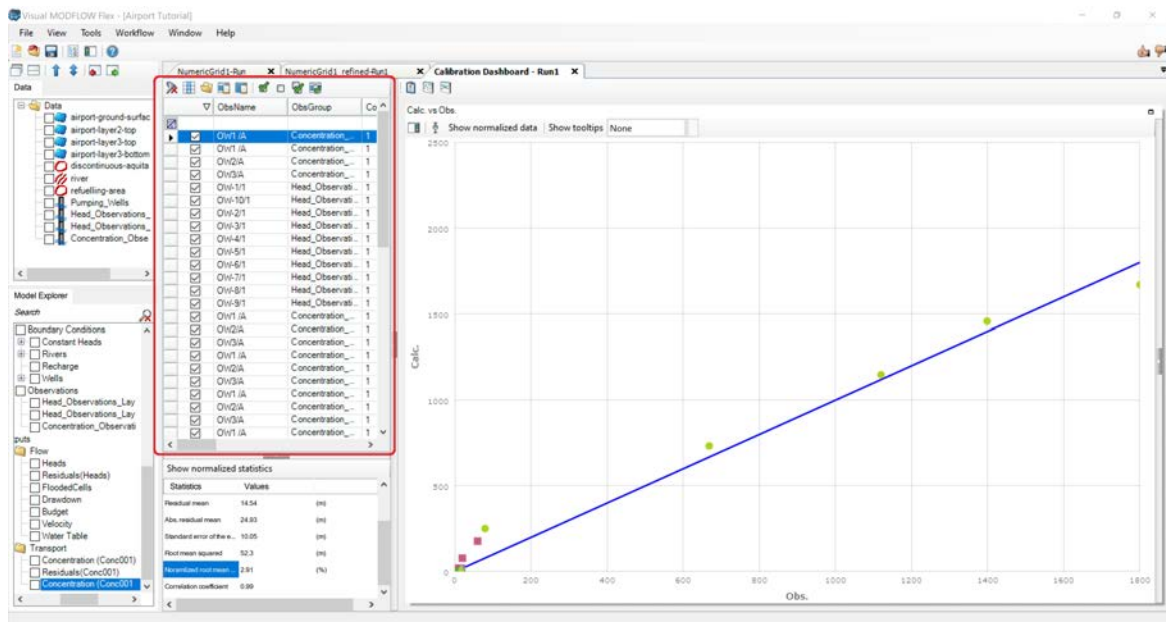 Visual MODFLOW Flex - [Airport Tutorial]
File View Tools Workflow Window Help
NumericGrid1-Run NumericGrid1_refined-Run1 Calibration Dashboard - Run1
Data
Data
airport-ground-surfac
airport-layer2-top
airport-layer3-top
airport-layer3-bottom
discontinuous-aquita
river
refuelling-area
Pumping_Wells
Head_Observations_
Head_Observations_
Concentration_Obse
Model Explorer
Search
Boundary Conditions
Constant Heads
Rivers
Recharge
Wells
Observations
Head_Observations_Lay
Head_Observations_Lay
Concentration_Observati
puts
Flow
Heads
Residuals(Heads)
FloodedCells
Drawdown
Budget
Velocity
Water Table
Transport
Concentration (Conc001)
Residuals(Conc001)
Concentration (Conc001
ObsName ObsGroup Co
OW1 /A Concentration_... 1
OW1 /A Concentration_... 1
OW2/A Concentration_... 1
OW3/A Concentration_... 1
OW-1/1 Head_Observati... 1
OW-10/1 Head_Observati... 1
OW-2/1 Head_Observati... 1
OW-3/1 Head_Observati... 1
OW-4/1 Head_Observati... 1
OW-5/1 Head_Observati... 1
OW-6/1 Head_Observati... 1
OW-7/1 Head_Observati... 1
OW-8/1 Head_Observati... 1
OW-9/1 Head_Observati... 1
OW1 /A Concentration_... 1
OW2/A Concentration_... 1
OW3/A Concentration_... 1
OW1 /A Concentration_... 1
OW2/A Concentration_... 1
OW3/A Concentration_... 1
OW1 /A Concentration_... 1
OW2/A Concentration_... 1
OW3/A Concentration_... 1
OW1 /A Concentration_... 1
Show normalized statistics
Statistics Values
Residual mean 14.54 (m)
Abs. residual mean 24.93 (m)
Standard error of the e... 10.05 (m)
Root mean squared 52.3 (m)
Normalized root mean ... 2.91 (%)
Correlation coefficient 0.99
Calc. vs Obs.
Show normalized data Show tooltips None
2500
2000
1500
1000
500
0
Calc.
0 200 400 600 800 1000 1200 1400 1600 1800
Obs.